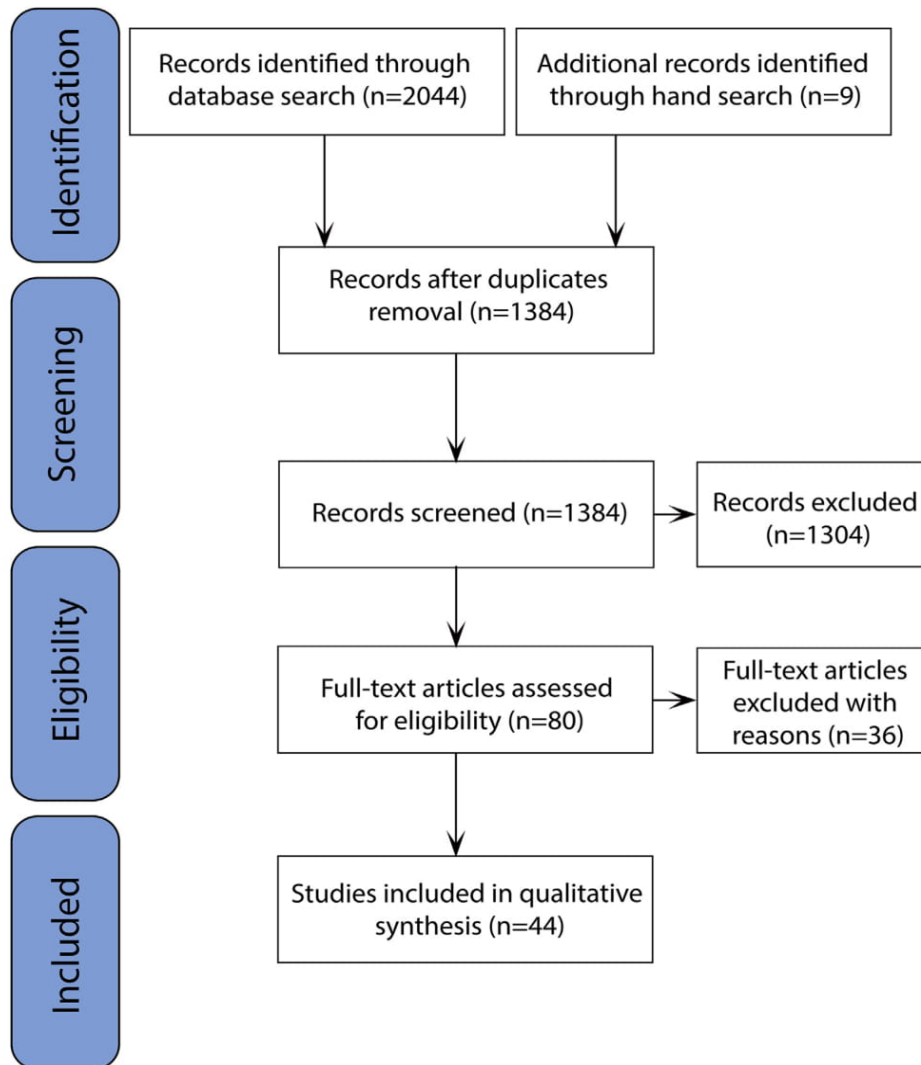 Identification
Records identified through
database search (n=2044)
Additional records identified
through hand search (n=9)
Records after duplicates
removal (n=1384)
Screening
Records screened (n=1384)
Records excluded
(n=1304)
Eligibility
Full-text articles assessed
for eligibility (n=80)
Full-text articles
excluded with
reasons (n=36)
Included
Studies included in qualitative
synthesis (n=44)